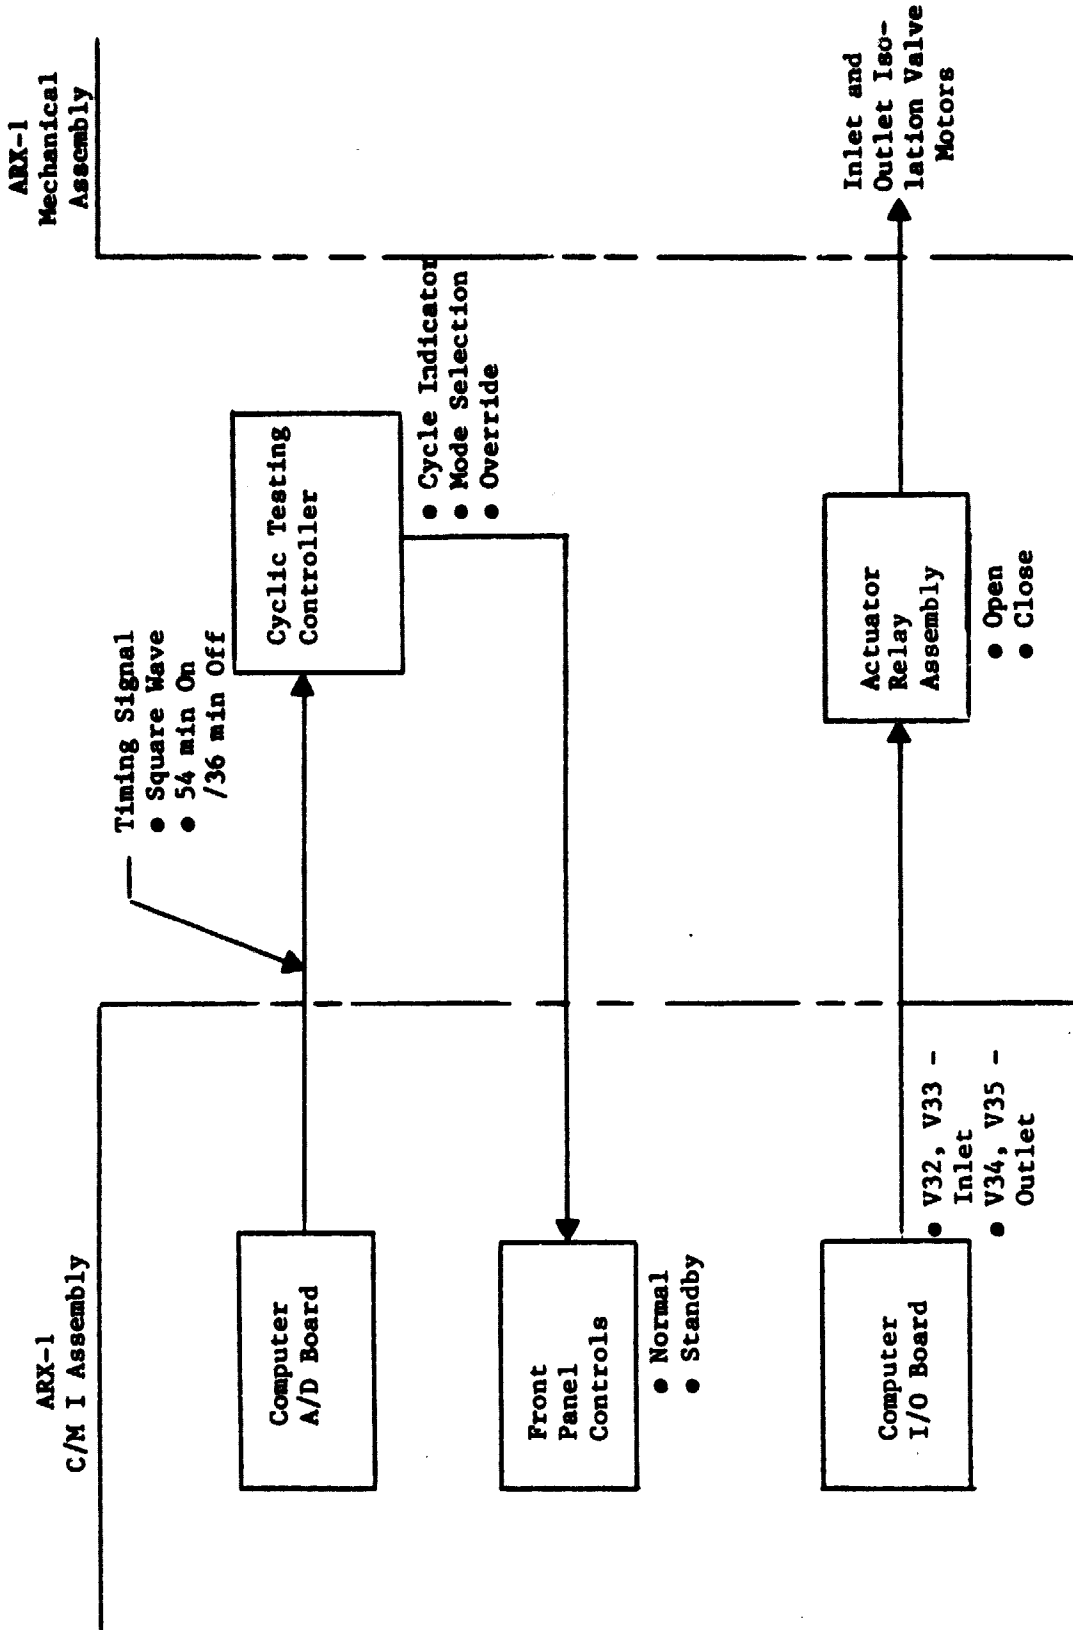 ARX-1
C/M I Assembly
ARX-1
Mechanical
Assembly
Timing Signal
● Square Wave
● 54 min On
/36 min Off
Computer
A/D Board
Cyclic Testing
Controller
● Cycle Indicator
● Mode Selection
● Override
Front
Panel
Controls
● Normal
● Standby
Computer
I/O Board
● V32, V33 -
Inlet
● V34, V35 -
Outlet
Actuator
Relay
Assembly
● Open
● Close
Inlet and
Outlet Iso-
lation Valve
Motors